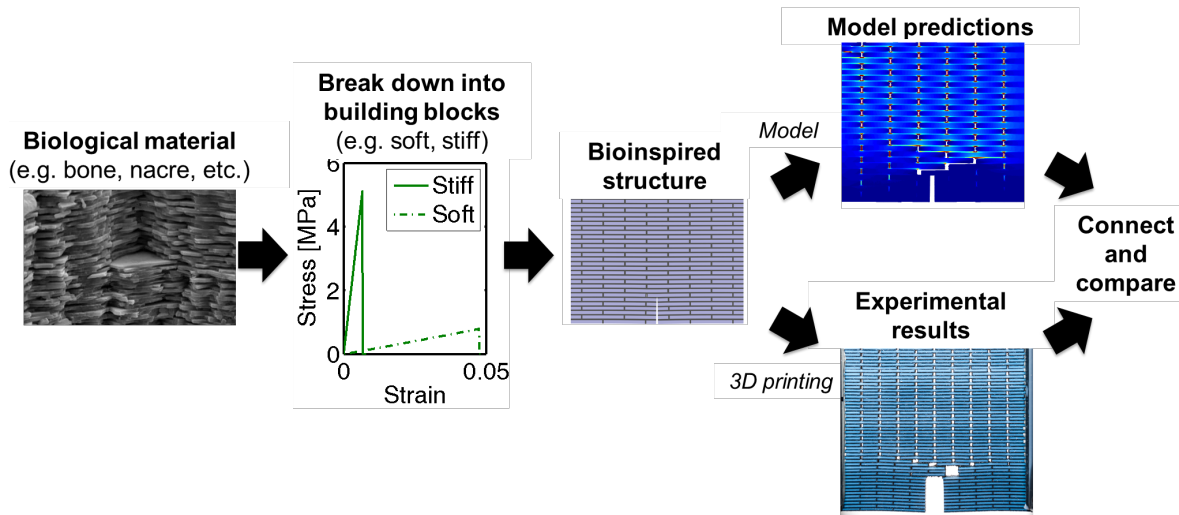 Biological material
(e.g. bone, nacre, etc.)
Break down into
building blocks
(e.g. soft, stiff)
Stress [MPa]
6
4
2
0
Stiff
Soft
0
0.05
Strain
Bioinspired
structure
Model
Model predictions
3D printing
Experimental
results
Connect
and
compare